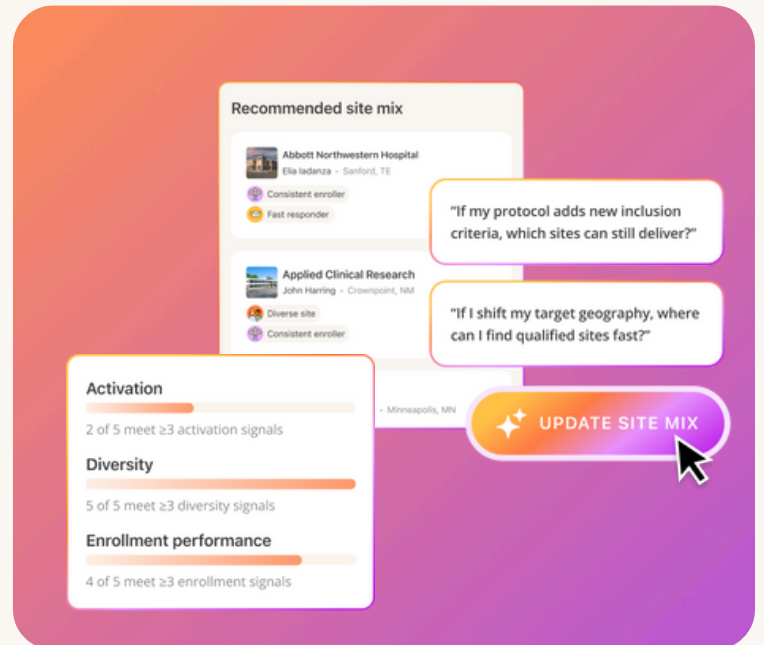 Recommended site mix
Abbott Northwestern Hospital
Elia Iadanza • Sanford, TE
Consistent enroller
Fast responder
“If my protocol adds new inclusion
criteria, which sites can still deliver?”
Applied Clinical Research
John Harring • Crownpoint, NM
Diverse site
Consistent enroller
“If I shift my target geography, where
can I find qualified sites fast?”
• Minneapolis, MN
UPDATE SITE MIX
Activation
2 of 5 meet ≥3 activation signals
Diversity
5 of 5 meet ≥3 diversity signals
Enrollment performance
4 of 5 meet ≥3 enrollment signals